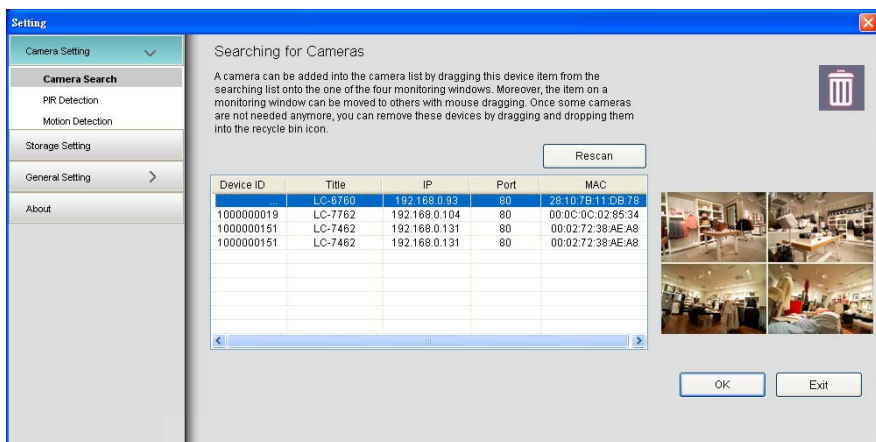 Setting
Camera Setting
Camera Search
PIR Detection
Motion Detection
Storage Setting
General Setting
About
Searching for Cameras
A camera can be added into the camera list by dragging this device item from the
searching list onto the one of the four monitoring windows. Moreover, the item on a
monitoring window can be moved to others with mouse dragging. Once some cameras
are not needed anymore, you can remove these devices by dragging and dropping them
into the recycle bin icon.
Rescan
Device ID Title IP Port MAC
... LC-6760 192.168.0.93 80 28:10:7B:11:DB:78
1000000019 LC-7762 192.168.0.104 80 00:0C:0C:02:85:34
1000000151 LC-7462 192.168.0.131 80 00:02:72:38:AE:A8
1000000151 LC-7462 192.168.0.131 80 00:02:72:38:AE:A8
OK Exit